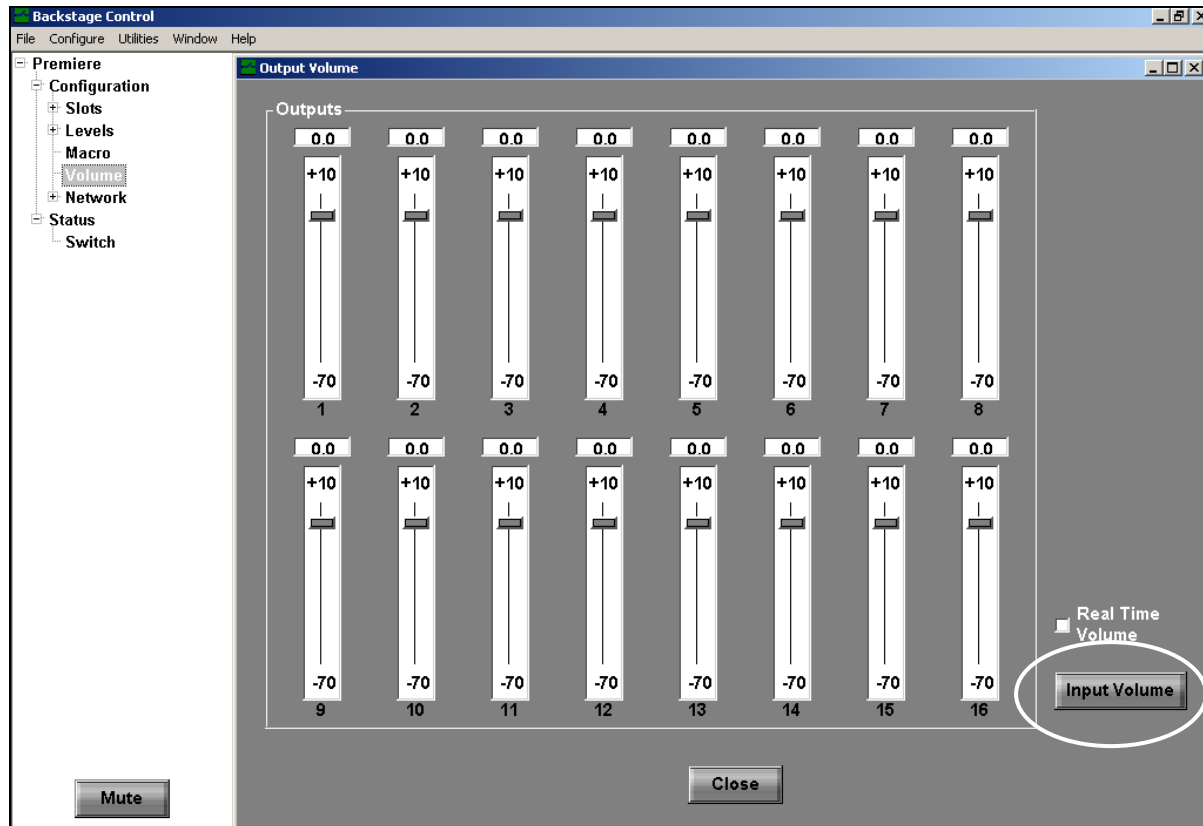 Backstage Control
File Configure Utilities Window Help
Premiere
Configuration
Slots
Levels
Macro
Volume
Network
Status
Switch
Mute
Output Volume
Outputs
0.0 0.0 0.0 0.0 0.0 0.0 0.0 0.0
+10 +10 +10 +10 +10 +10 +10 +10
-70 -70 -70 -70 -70 -70 -70 -70
1 2 3 4 5 6 7 8
0.0 0.0 0.0 0.0 0.0 0.0 0.0 0.0
+10 +10 +10 +10 +10 +10 +10 +10
-70 -70 -70 -70 -70 -70 -70 -70
9 10 11 12 13 14 15 16
Real Time
Volume
Input Volume
Close